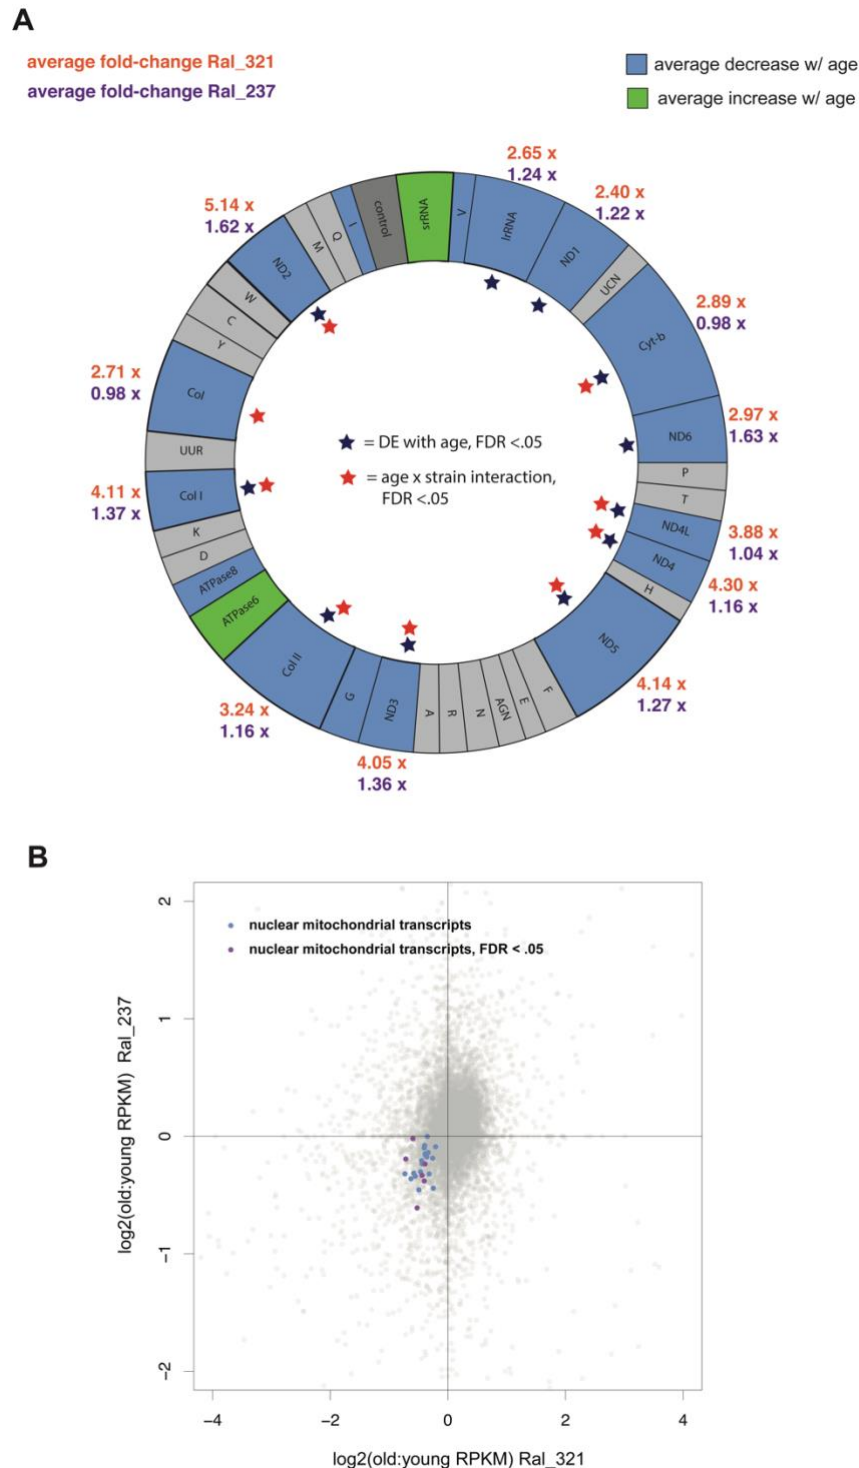 A
average fold-change Ral_321
average fold-change Ral_237
average decrease w/ age
average increase w/ age
2.65 x
1.24 x
2.40 x
1.22 x
2.89 x
0.98 x
2.97 x
1.63 x
3.88 x
1.04 x
4.30 x
1.16 x
4.14 x
1.27 x
4.05 x
1.36 x
3.24 x
1.16 x
4.11 x
1.37 x
2.71 x
0.98 x
5.14 x
1.62 x
control
srRNA
V
lrRNA
ND1
UCN
Cyt-b
ND6
P
T
ND4L
ND4
H
ND5
F
E
AGN
N
R
A
ND3
G
Col II
ATPase6
ATPase8
D
K
Col I
UUR
Col
Y
C
W
ND2
M
Q
I
= DE with age, FDR <.05
= age x strain interaction,
FDR <.05
B
nuclear mitochondrial transcripts
nuclear mitochondrial transcripts, FDR < .05
2
1
0
−1
−2
log2(old:young RPKM) Ral_237
−4
−2
0
2
4
log2(old:young RPKM) Ral_321